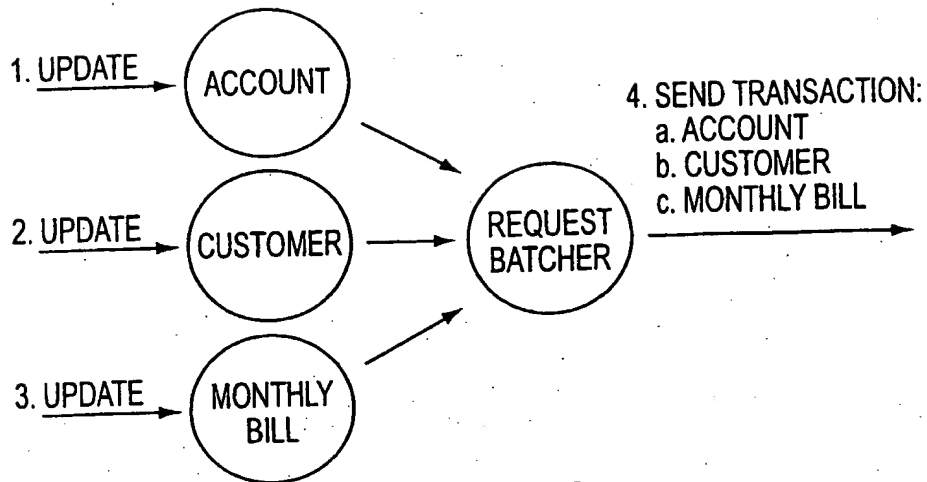 1. UPDATE
ACCOUNT
2. UPDATE
CUSTOMER
3. UPDATE
MONTHLY
BILL
REQUEST
BATCHER
4. SEND TRANSACTION:
a. ACCOUNT
b. CUSTOMER
c. MONTHLY BILL